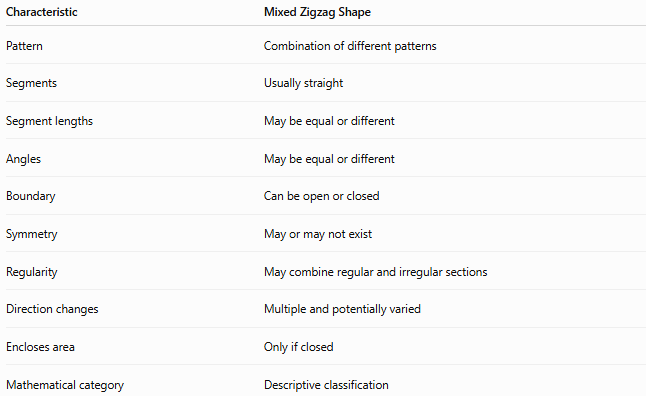 Characteristic Mixed Zigzag Shape
Pattern Combination of different patterns
Segments Usually straight
Segment lengths May be equal or different
Angles May be equal or different
Boundary Can be open or closed
Symmetry May or may not exist
Regularity May combine regular and irregular sections
Direction changes Multiple and potentially varied
Encloses area Only if closed
Mathematical category Descriptive classification